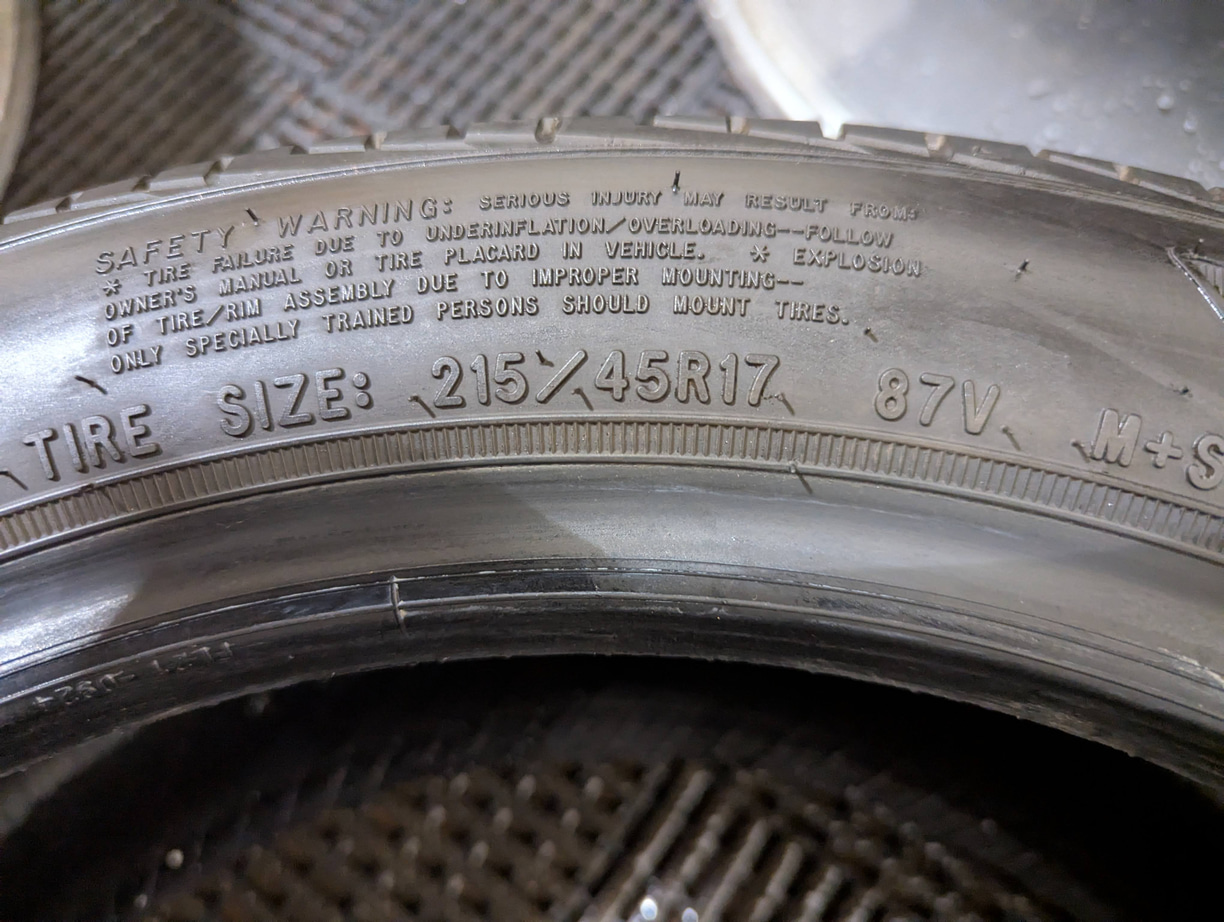 SAFETY WARNING: SERIOUS INJURY MAY RESULT FROM:
* TIRE FAILURE DUE TO UNDERINFLATION/OVERLOADING--FOLLOW
OWNER'S MANUAL OR TIRE PLACARD IN VEHICLE. * EXPLOSION
OF TIRE/RIM ASSEMBLY DUE TO IMPROPER MOUNTING--
ONLY SPECIALLY TRAINED PERSONS SHOULD MOUNT TIRES.
TIRE SIZE: 215/45R17 87V M+S